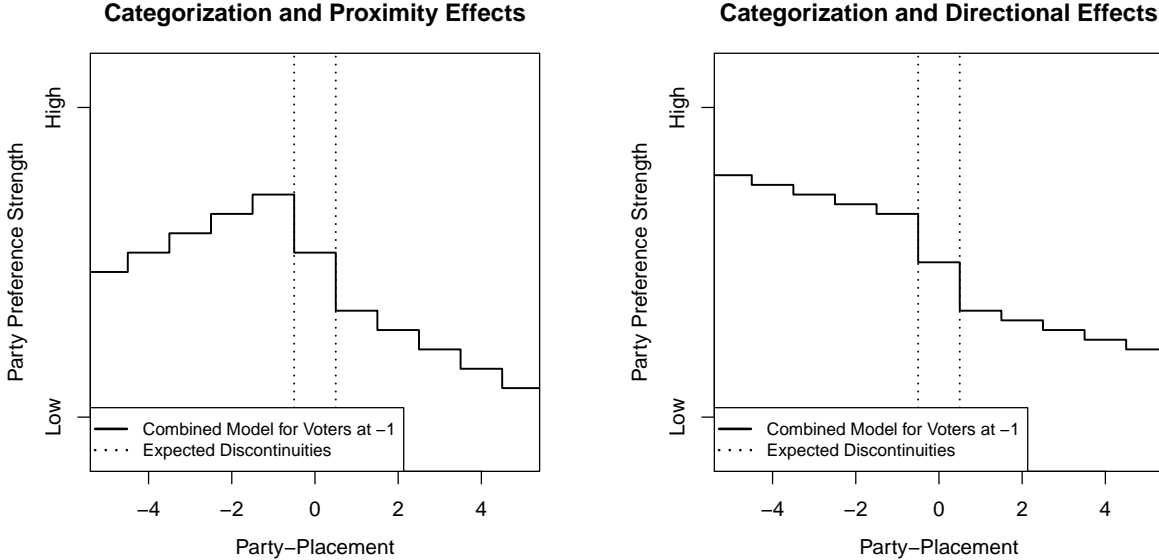 Categorization and Proximity Effects
High
Party Preference Strength
Low
Combined Model for Voters at −1
Expected Discontinuities
−4 −2 0 2 4
Party−Placement
Categorization and Directional Effects
High
Party Preference Strength
Low
Combined Model for Voters at −1
Expected Discontinuities
−4 −2 0 2 4
Party−Placement